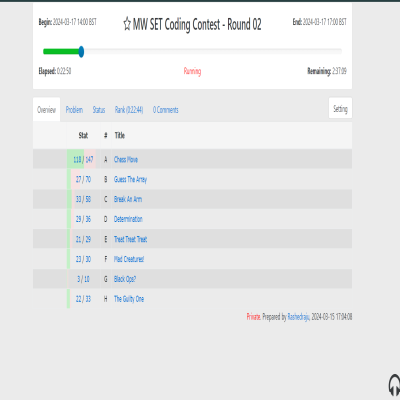 Begin: 2024-03-17 14:00 BST
☆ MW SET Coding Contest - Round 02
End: 2024-03-17 17:00 BST
Elapsed: 0:22:50
Running
Remaining: 2:37:09
Overview Problem Status Rank (0:22:44) 0 Comments Setting
Stat # Title
118 / 147 A Chess Move
27 / 70 B Guess The Array
33 / 58 C Break An Arm
29 / 36 D Determination
21 / 29 E Treat Treat Treat
23 / 30 F Mad Creatured
3 / 10 G Black Ops?
22 / 33 H The Guilty One
Private. Prepared by Rashedraju, 2024-03-15 17:04:08